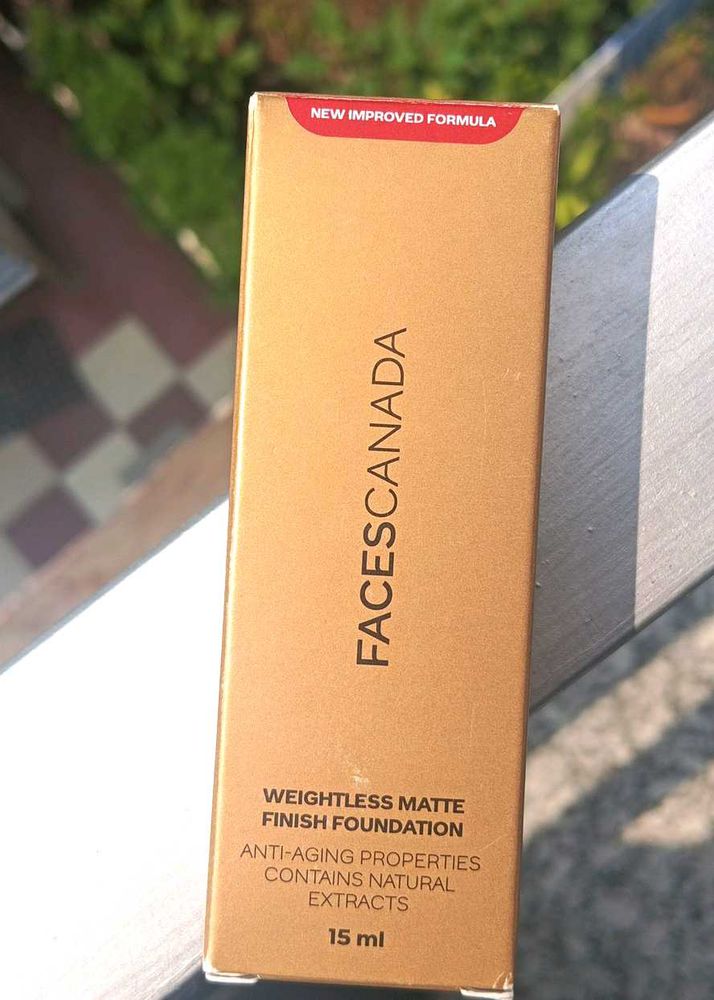 NEW IMPROVED FORMULA
FACESCANADA
WEIGHTLESS MATTE
FINISH FOUNDATION
ANTI-AGING PROPERTIES
CONTAINS NATURAL
EXTRACTS
15 ml